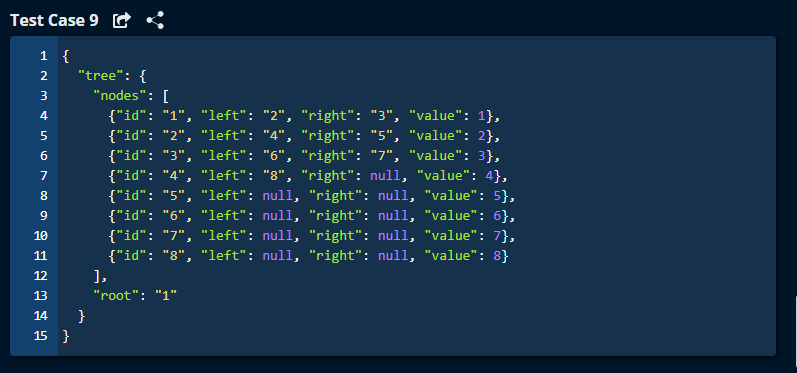 Test Case 9
1 {
2   "tree": {
3     "nodes": [
4       {"id": "1", "left": "2", "right": "3", "value": 1},
5       {"id": "2", "left": "4", "right": "5", "value": 2},
6       {"id": "3", "left": "6", "right": "7", "value": 3},
7       {"id": "4", "left": "8", "right": null, "value": 4},
8       {"id": "5", "left": null, "right": null, "value": 5},
9       {"id": "6", "left": null, "right": null, "value": 6},
10       {"id": "7", "left": null, "right": null, "value": 7},
11       {"id": "8", "left": null, "right": null, "value": 8}
12     ],
13     "root": "1"
14   }
15 }